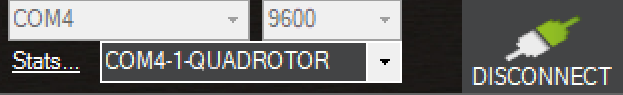 COM4 9600
Stats... COM4-1-QUADROTOR
DISCONNECT